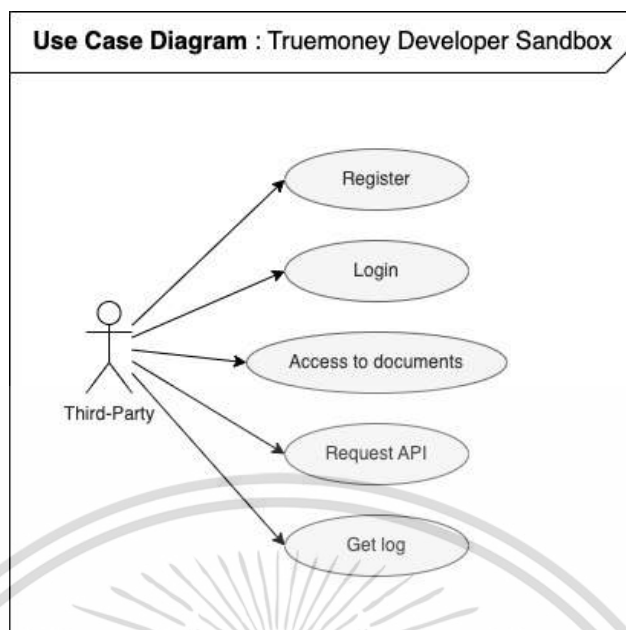 Use Case Diagram : Truemoney Developer Sandbox
Register
Login
Access to documents
Third-Party
Request API
Get log